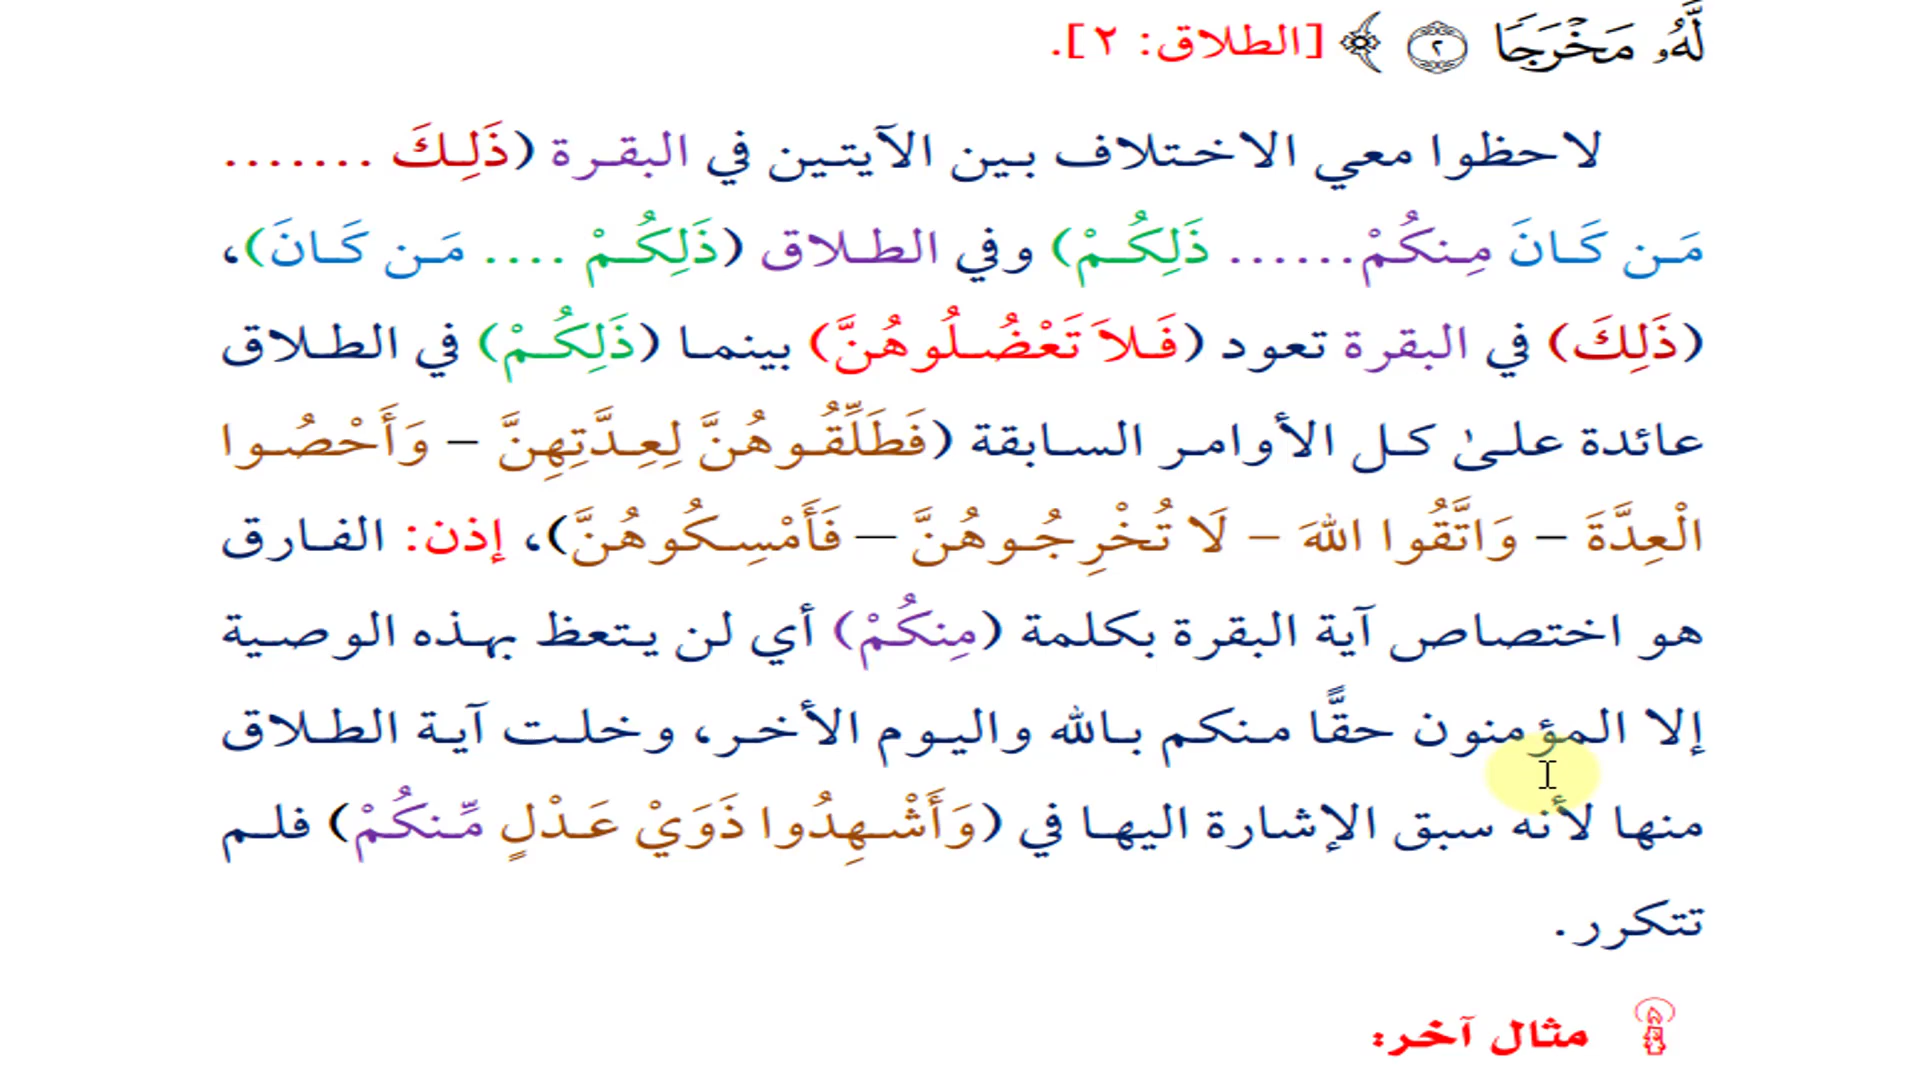 لَّهُۥ مَخْرَجًا ٢ ﴾ [الطلاق: ٢].
لاحظوا معي الاختلاف بين الآيتين في البقرة (ذَلِكَ .......
مَن كَانَ مِنكُمْ...... ذَلِكُمْ) وفي الطلاق (ذَلِكُمْ .... مَن كَانَ)،
(ذَلِكَ) في البقرة تعود (فَلاَ تَعْضُلُوهُنَّ) بينما (ذَلِكُمْ) في الطلاق
عائدة علىٰ كل الأوامر السابقة (فَطَلِّقُوهُنَّ لِعِدَّتِهِنَّ – وَأَحْصُوا
الْعِدَّةَ – وَاتَّقُوا اللهَ – لَا تُخْرِجُوهُنَّ – فَأَمْسِكُوهُنَّ)، إذن: الفارق
هو اختصاص آية البقرة بكلمة (مِنكُمْ) أي لن يتعظ بهذه الوصية
إلا المؤمنون حقًّا منكم بالله واليوم الأخر، وخلت آية الطلاق
منها لأنه سبق الإشارة اليها في (وَأَشْهِدُوا ذَوَيْ عَدْلٍ مِّنكُمْ) فلم
تتكرر.
مثال آخر: